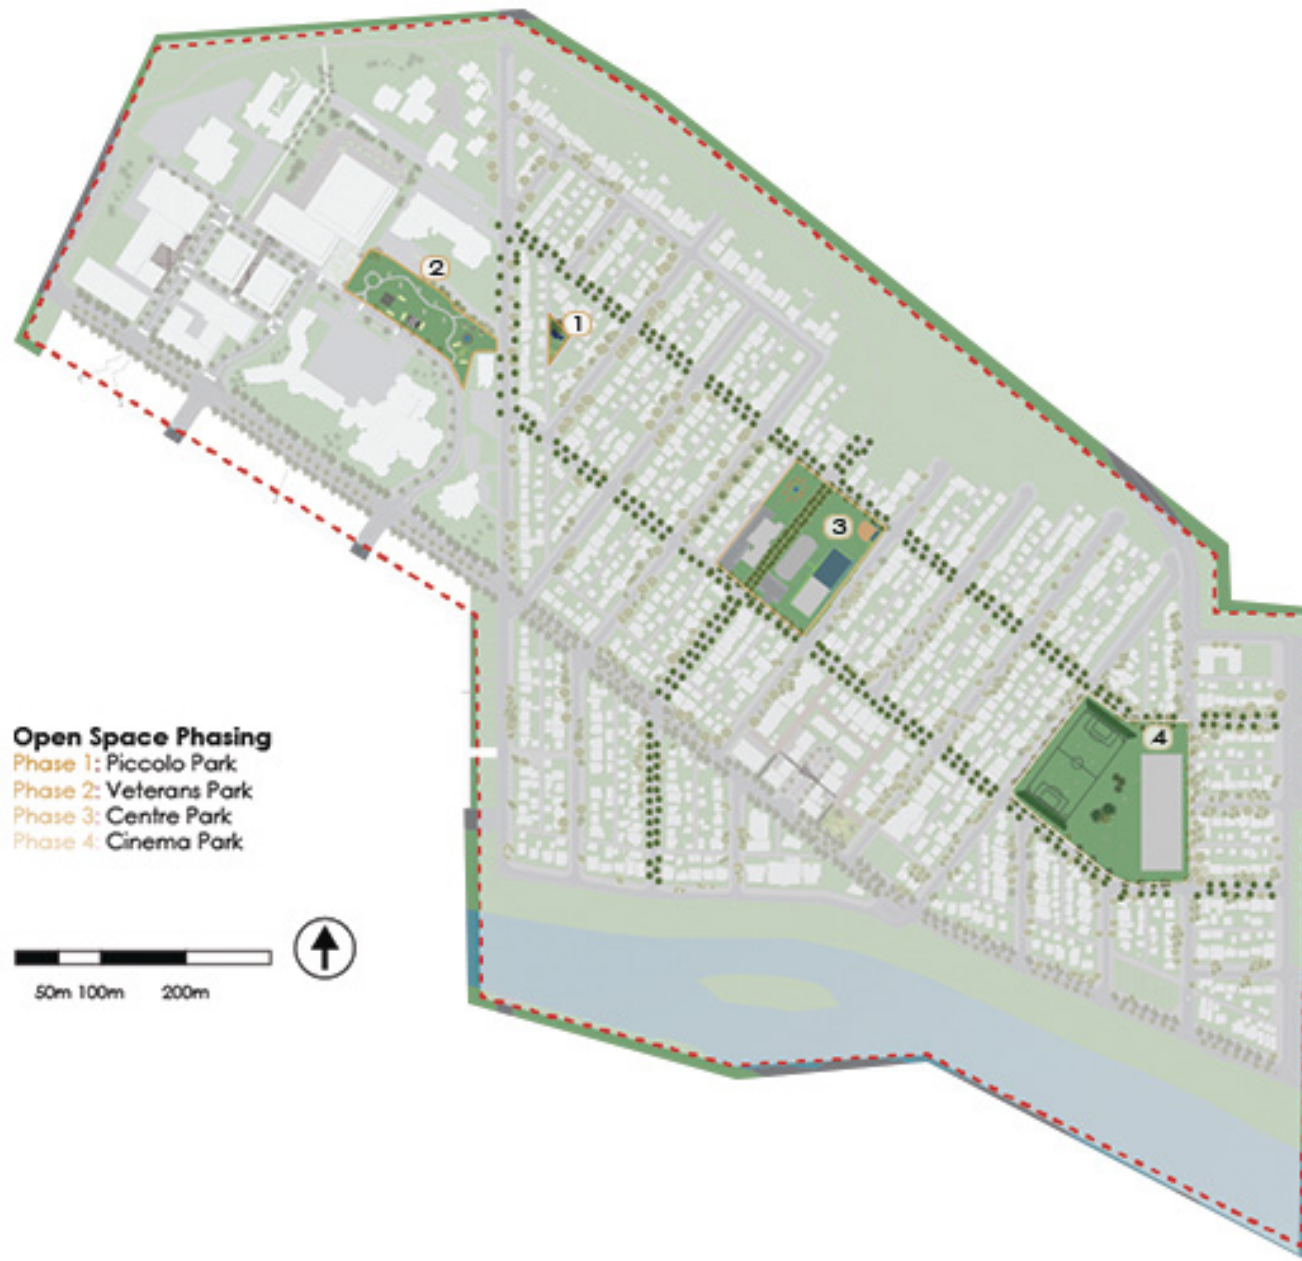 2
1
3
4
Open Space Phasing
Phase 1: Piccolo Park
Phase 2: Veterans Park
Phase 3: Centre Park
Phase 4: Cinema Park
50m 100m 200m